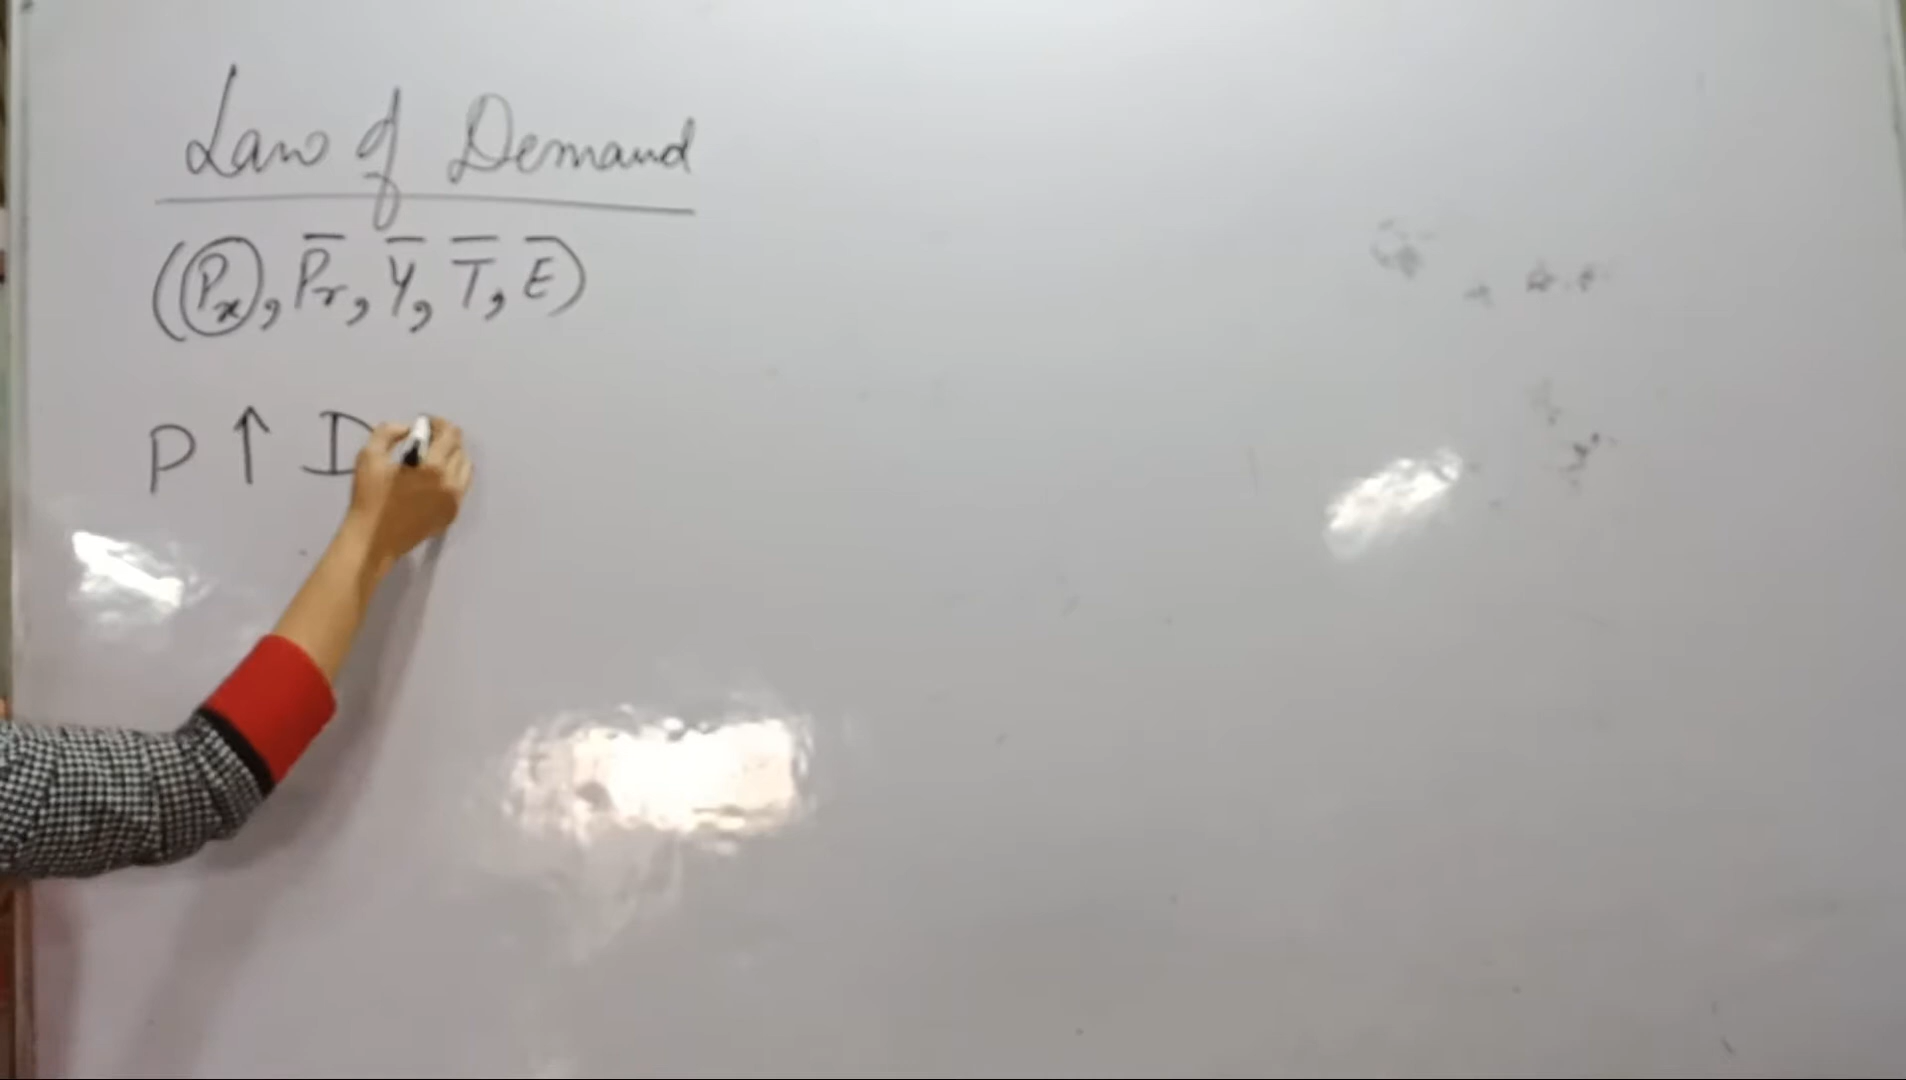 Law of Demand
(Pₓ, P̅ᵣ, Y̅, T̅, E̅)
P ↑ D